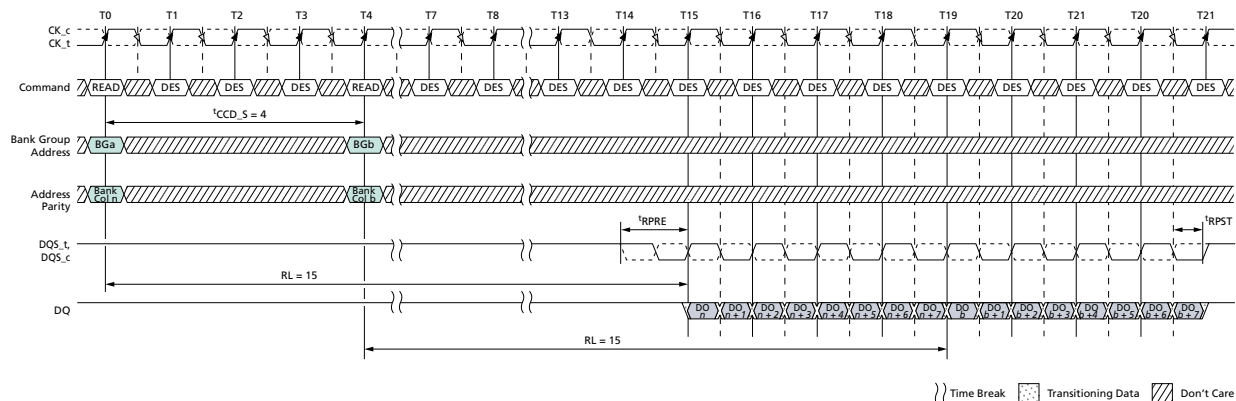 T0 T1 T2 T3 T4 T7 T8 T13 T14 T15 T16 T17 T18 T19 T20 T21 T20 T21
CK_c
CK_t
Command READ DES DES DES READ DES DES DES DES DES DES DES DES DES DES DES DES DES
tCCD_S = 4
Bank Group
Address
BGa BGb
Address
Parity
Bank
Col n
Bank
Col b
tRPRE tRPST
DQS_t,
DQS_c
RL = 15
DQ
DO
n
DO
n + 1
DO
n + 2
DO
n + 3
DO
n + 4
DO
n + 5
DO
n + 6
DO
n + 7
DO
b
DO
b + 1
DO
b + 2
DO
b + 3
DO
b + 4
DO
b + 5
DO
b + 6
DO
b + 7
RL = 15
Time Break Transitioning Data Don't Care